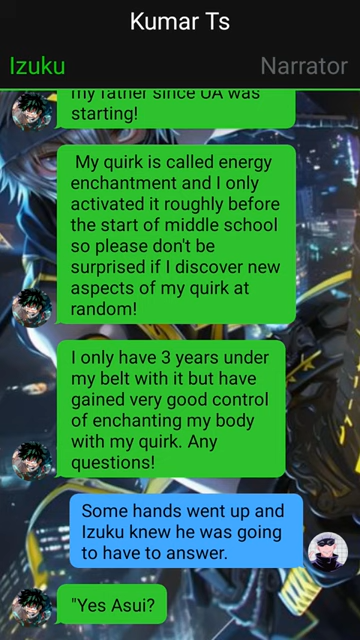 Kumar Ts
Izuku Narrator
my father since UA was
starting!
My quirk is called energy
enchantment and I only
activated it roughly before
the start of middle school
so please don't be
surprised if I discover new
aspects of my quirk at
random!
I only have 3 years under
my belt with it but have
gained very good control
of enchanting my body
with my quirk. Any
questions!
Some hands went up and
Izuku knew he was going
to have to answer.
"Yes Asui?